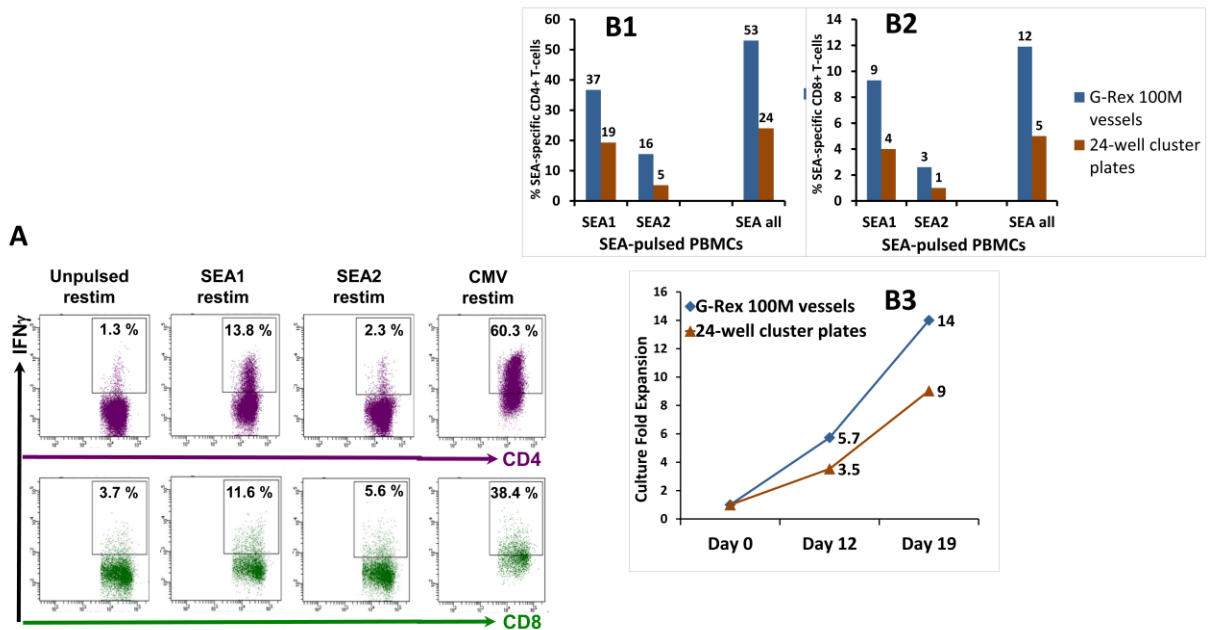 B1
% SEA-specific CD4+ T-cells
60
50
40
30
20
10
0
37
19
16
5
53
24
SEA1 SEA2 SEA all
SEA-pulsed PBMCs
B2
% SEA-specific CD8+ T-cells
14
12
10
8
6
4
2
0
9
4
3
1
12
5
SEA1 SEA2 SEA all
SEA-pulsed PBMCs
G-Rex 100M
vessels
24-well cluster
plates
A
Unpulsed
restim
SEA1
restim
SEA2
restim
CMV
restim
IFNγ
1.3 %
13.8 %
2.3 %
60.3 %
CD4
3.7 %
11.6 %
5.6 %
38.4 %
CD8
B3
G-Rex 100M vessels
24-well cluster plates
Culture Fold Expansion
16
14
12
10
8
6
4
2
0
14
9
5.7
3.5
Day 0 Day 12 Day 19